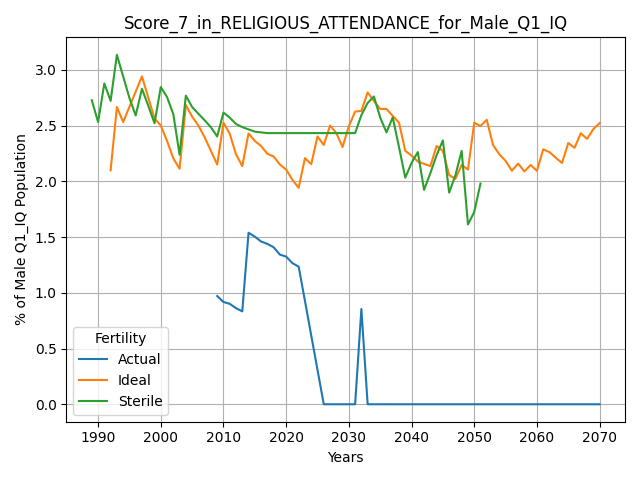 Score_7_in_RELIGIOUS_ATTENDANCE_for_Male_Q1_IQ
% of Male Q1_IQ Population
3.0
2.5
2.0
1.5
1.0
0.5
0.0
Fertility
Actual
Ideal
Sterile
1990 2000 2010 2020 2030 2040 2050 2060 2070
Years